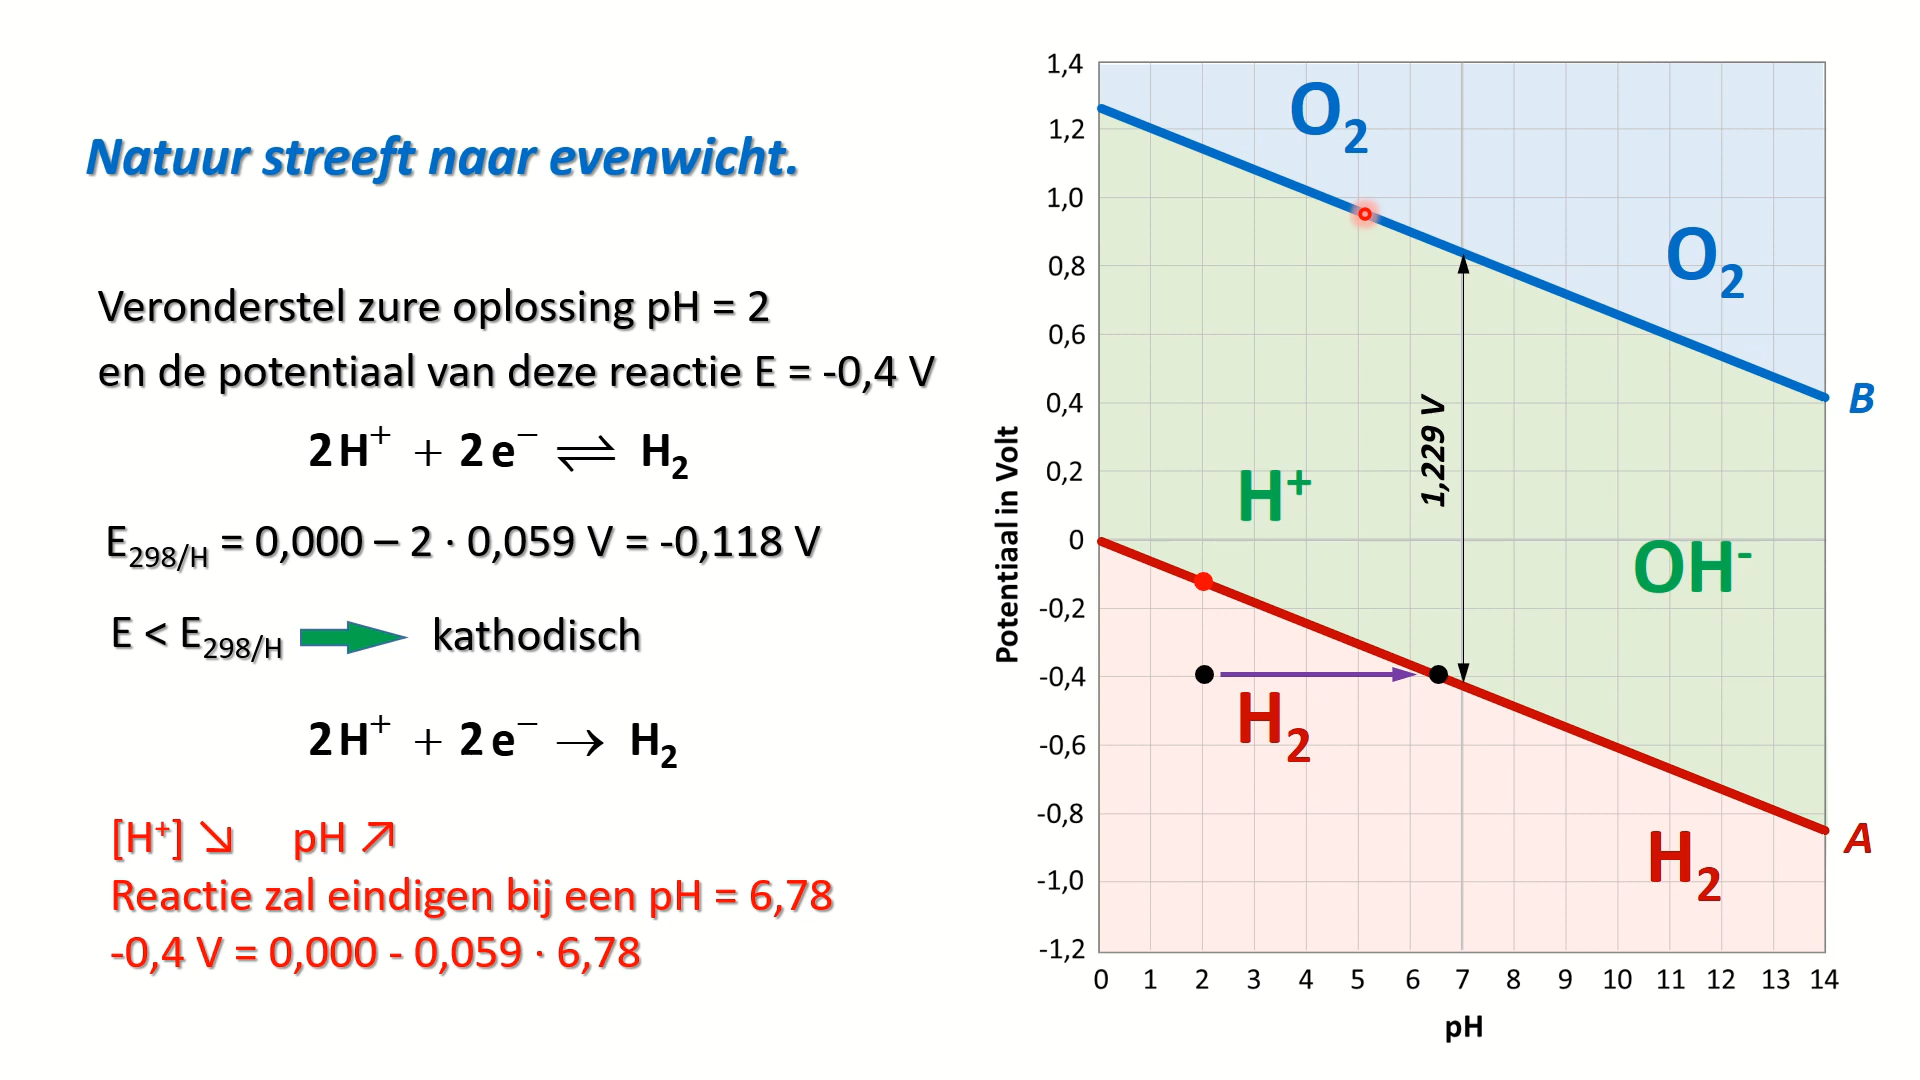 Natuur streeft naar evenwicht.
Veronderstel zure oplossing pH = 2
en de potentiaal van deze reactie E = -0,4 V
2H⁺ + 2e⁻ ⇌ H₂
E₂₉₈/H = 0,000 – 2 · 0,059 V = -0,118 V
E < E₂₉₈/H kathodisch
2H⁺ + 2e⁻ → H₂
[H⁺] ↘ pH ↗
Reactie zal eindigen bij een pH = 6,78
-0,4 V = 0,000 - 0,059 · 6,78
Potentiaal in Volt
1,4
1,2
1,0
0,8
0,6
0,4
0,2
0
-0,2
-0,4
-0,6
-0,8
-1,0
-1,2
O₂
O₂
B
1,229 V
H⁺
OH⁻
H₂
H₂
A
0 1 2 3 4 5 6 7 8 9 10 11 12 13 14
pH